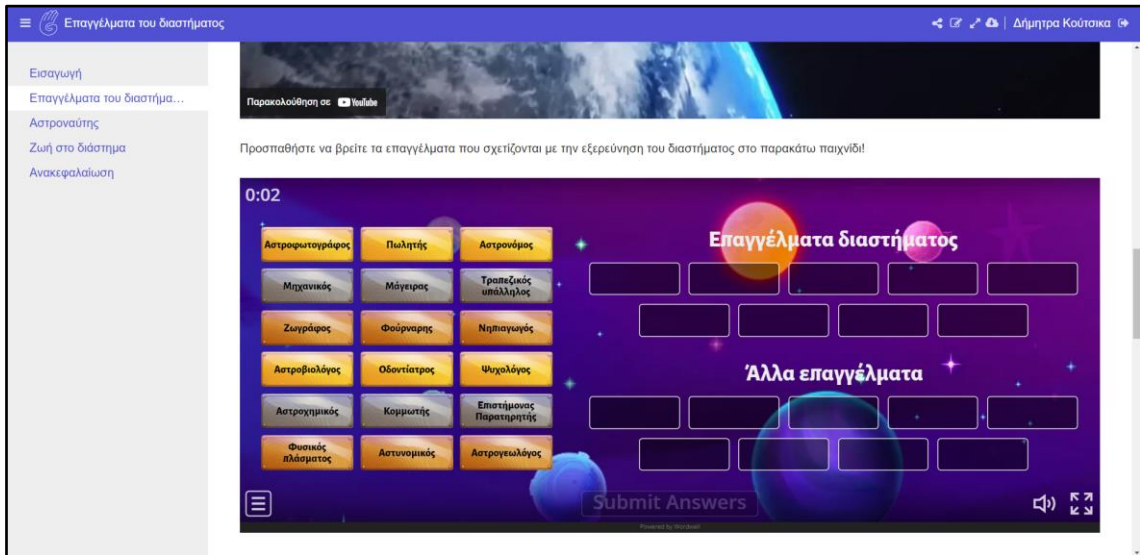 Επαγγέλματα του διαστήματος
Δήμητρα Κούτσικα
Εισαγωγή
Επαγγέλματα του διαστήμα...
Αστροναύτης
Ζωή στο διάστημα
Ανακεφαλαίωση
Παρακολούθηση σε YouTube
Προσπαθήστε να βρείτε τα επαγγέλματα που σχετίζονται με την εξερεύνηση του διαστήματος στο παρακάτω παιχνίδι!
0:02
Αστροφωτογράφος
Πωλητής
Αστρονόμος
Μηχανικός
Μάγειρας
Τραπεζικός
υπάλληλος
Ζωγράφος
Φούρναρης
Νηπιαγωγός
Αστροβιολόγος
Οδοντίατρος
Ψυχολόγος
Αστροχημικός
Κομμωτής
Επιστήμονας
Παρατηρητής
Φυσικός
πλάσματος
Αστυνομικός
Αστρογεωλόγος
Επαγγέλματα διαστήματος
Άλλα επαγγέλματα
Submit Answers
Powered by Wordwall